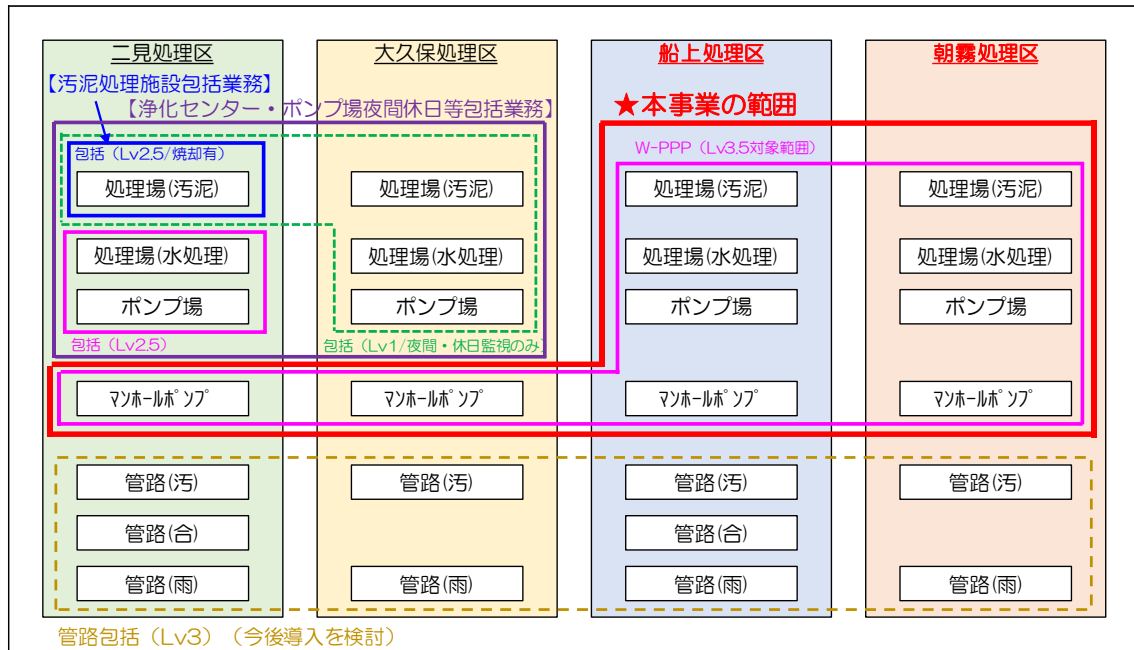 二見処理区
大久保処理区
船上処理区
朝霧処理区
【汚泥処理施設包括業務】
【浄化センター・ポンプ場夜間休日等包括業務】
★本事業の範囲
包括（Lv2.5/焼却有）
W-PPP（Lv3.5対象範囲）
処理場(汚泥)
処理場(汚泥)
処理場(汚泥)
処理場(汚泥)
処理場(水処理)
処理場(水処理)
処理場(水処理)
処理場(水処理)
ポンプ場
ポンプ場
ポンプ場
ポンプ場
包括（Lv2.5）
包括（Lv1/夜間・休日監視のみ）
ﾏﾝﾎｰﾙﾎﾟﾝﾌﾟ
ﾏﾝﾎｰﾙﾎﾟﾝﾌﾟ
ﾏﾝﾎｰﾙﾎﾟﾝﾌﾟ
ﾏﾝﾎｰﾙﾎﾟﾝﾌﾟ
管路(汚)
管路(汚)
管路(汚)
管路(汚)
管路(合)
管路(合)
管路(雨)
管路(雨)
管路(雨)
管路(雨)
管路包括（Lv3）（今後導入を検討）